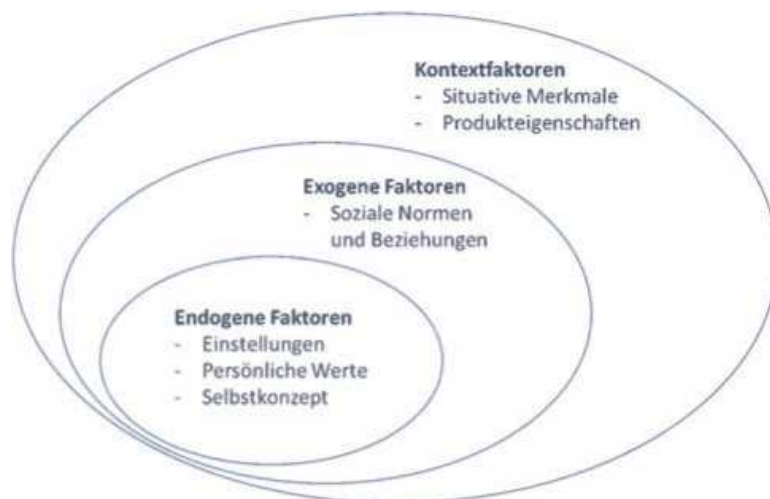 Kontextfaktoren
- Situative Merkmale
- Produkteigenschaften
Exogene Faktoren
- Soziale Normen
und Beziehungen
Endogene Faktoren
- Einstellungen
- Persönliche Werte
- Selbstkonzept